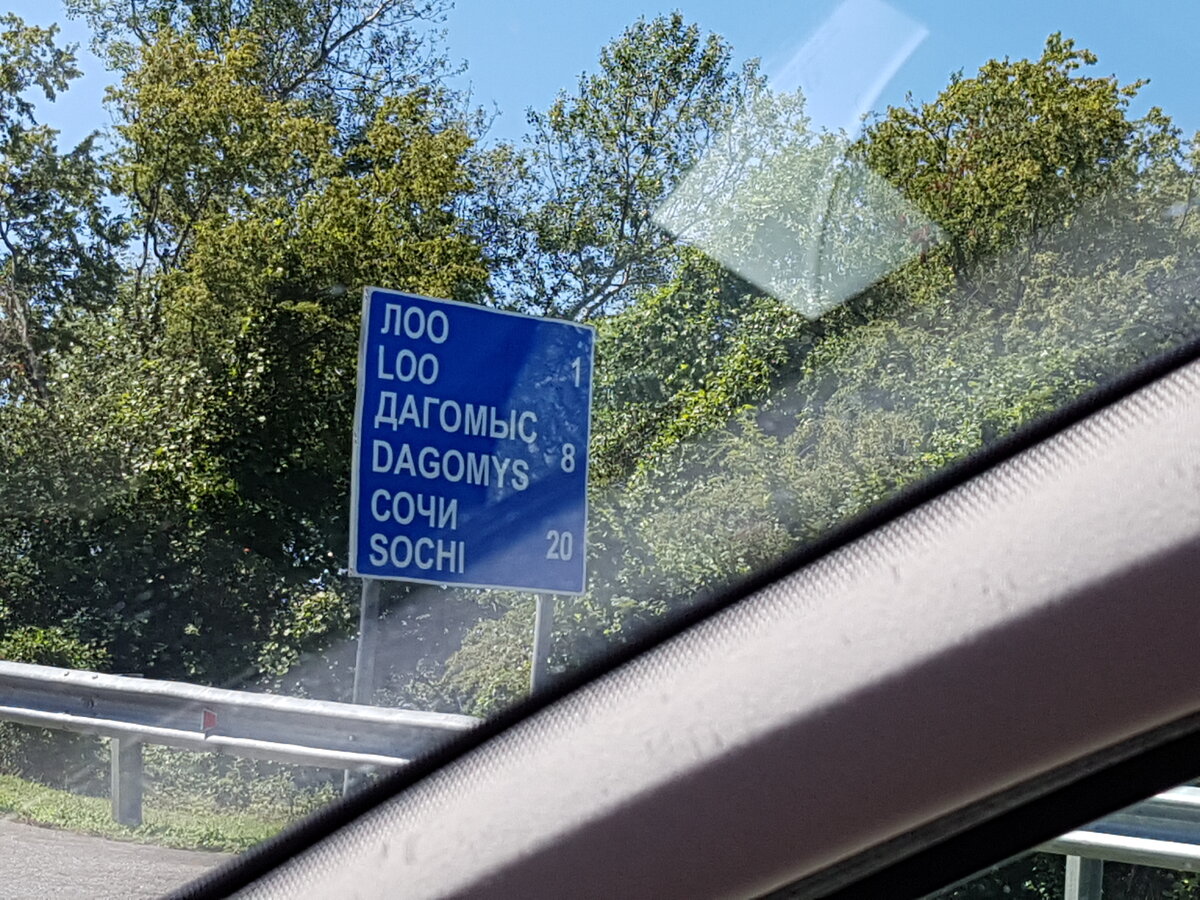 ЛОО
LOO 1
ДАГОМЫС
DAGOMYS 8
СОЧИ
SOCHI 20